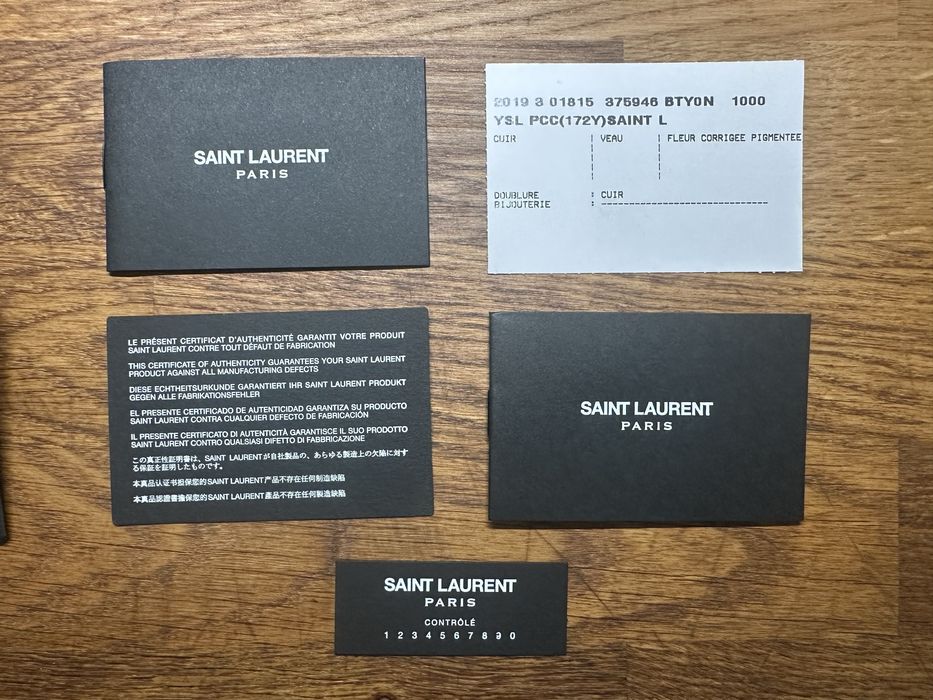 SAINT LAURENT
PARIS
2019 3 01815 375946 BTY0N 1000
YSL PCC(172Y)SAINT L
CUIR | VEAU | FLEUR CORRIGEE PIGMENTEE
DOUBLURE : CUIR
BIJOUTERIE : ------------------------------
LE PRÉSENT CERTIFICAT D'AUTHENTICITÉ GARANTIT VOTRE PRODUIT
SAINT LAURENT CONTRE TOUT DÉFAUT DE FABRICATION
THIS CERTIFICATE OF AUTHENTICITY GUARANTEES YOUR SAINT LAURENT
PRODUCT AGAINST ALL MANUFACTURING DEFECTS
DIESE ECHTHEITSURKUNDE GARANTIERT IHR SAINT LAURENT PRODUKT
GEGEN ALLE FABRIKATIONSFEHLER
EL PRESENTE CERTIFICADO DE AUTENTICIDAD GARANTIZA SU PRODUCTO
SAINT LAURENT CONTRA CUALQUIER DEFECTO DE FABRICACIÓN
IL PRESENTE CERTIFICATO DI AUTENTICITÀ GARANTISCE IL SUO PRODOTTO
SAINT LAURENT CONTRO QUALSIASI DIFETTO DI FABBRICAZIONE
この真正性証明書は、SAINT LAURENTが自社製品の、あらゆる製造上の欠陥に対す
る保証を証明したものです。
本真品认证书担保您的SAINT LAURENT产品不存在任何制造缺陷
本真品認證書擔保您的SAINT LAURENT產品不存在任何製造缺陷
SAINT LAURENT
PARIS
SAINT LAURENT
PARIS
CONTRÔLÉ
1 2 3 4 5 6 7 8 9 0